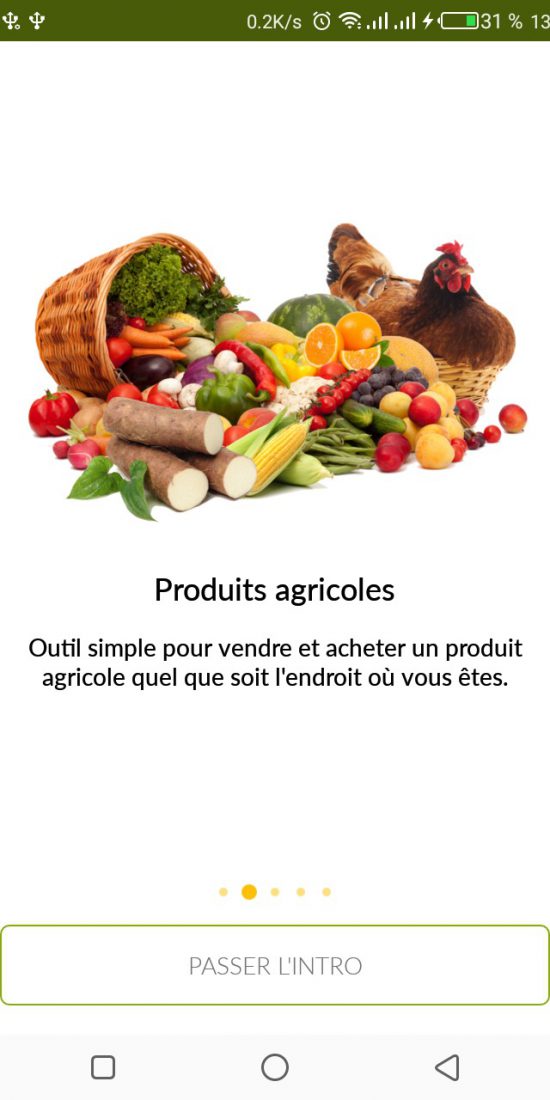 0.2K/s 31 % 13
Produits agricoles
Outil simple pour vendre et acheter un produit
agricole quel que soit l'endroit où vous êtes.
PASSER L'INTRO